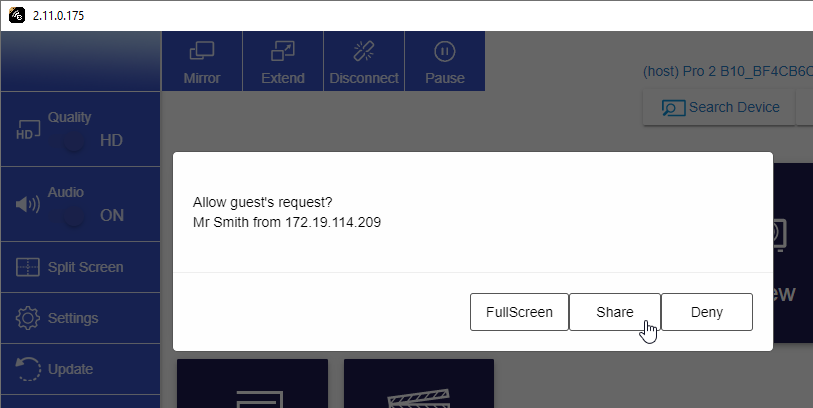 2.11.0.175
Mirror
Extend
Disconnect
Pause
(host) Pro 2 B10_BF4CB6
Search Device
Quality
HD
HD
Audio
ON
Split Screen
Settings
Update
Allow guest's request?
Mr Smith from 172.19.114.209
FullScreen
Share
Deny
ew